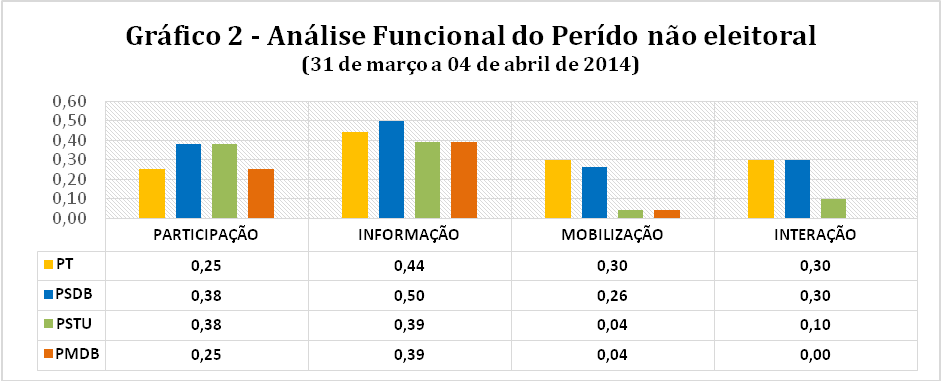 Gráfico 2 - Análise Funcional do Perído não eleitoral
(31 de março a 04 de abril de 2014)
0,60
0,50
0,40
0,30
0,20
0,10
0,00
PARTICIPAÇÃO INFORMAÇÃO MOBILIZAÇÃO INTERAÇÃO
PT 0,25 0,44 0,30 0,30
PSDB 0,38 0,50 0,26 0,30
PSTU 0,38 0,39 0,04 0,10
PMDB 0,25 0,39 0,04 0,00